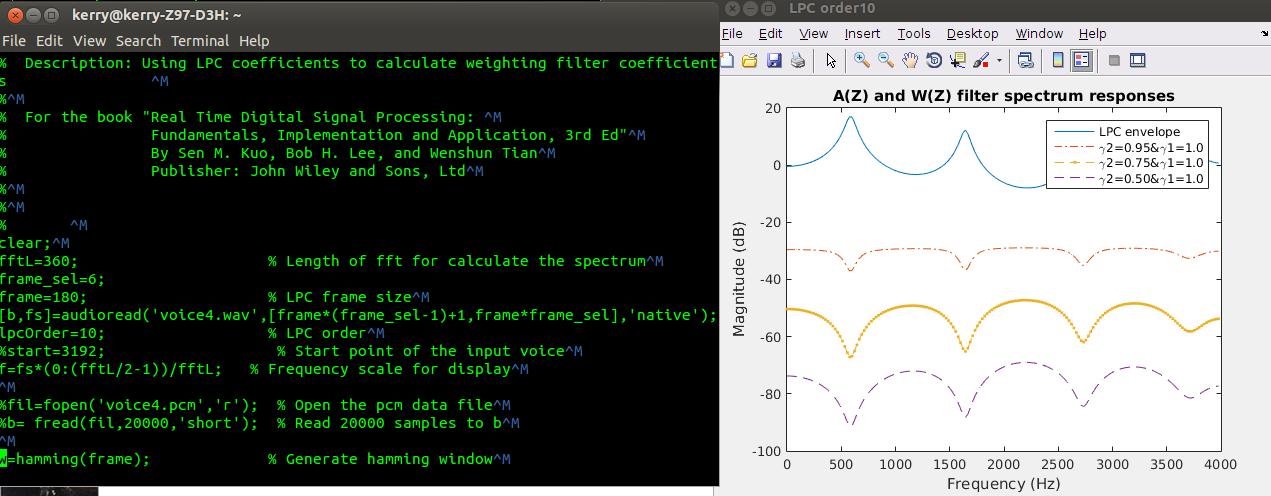 kerry@kerry-Z97-D3H: ~
File Edit View Search Terminal Help
%  Description: Using LPC coefficients to calculate weighting filter coefficient
s                ^M
%^M
%  For the book "Real Time Digital Signal Processing: ^M
%                Fundamentals, Implementation and Application, 3rd Ed"^M
%                By Sen M. Kuo, Bob H. Lee, and Wenshun Tian^M
%                Publisher: John Wiley and Sons, Ltd^M
%^M
%^M
%       ^M
clear;^M
fftL=360;                     % Length of fft for calculate the spectrum^M
frame_sel=6;
frame=180;                    % LPC frame size^M
[b,fs]=audioread('voice4.wav',[frame*(frame_sel-1)+1,frame*frame_sel],'native');
lpcOrder=10;                  % LPC order^M
%start=3192;                   % Start point of the input voice^M
f=fs*(0:(fftL/2-1))/fftL;   % Frequency scale for display^M
^M
%fil=fopen('voice4.pcm','r');  % Open the pcm data file^M
%b= fread(fil,20000,'short');  % Read 20000 samples to b^M
^M
w=hamming(frame);             % Generate hamming window^M
LPC order10
File Edit View Insert Tools Desktop Window Help
A(Z) and W(Z) filter spectrum responses
LPC envelope
γ2=0.95&γ1=1.0
γ2=0.75&γ1=1.0
γ2=0.50&γ1=1.0
Magnitude (dB)
20
0
-20
-40
-60
-80
-100
0 500 1000 1500 2000 2500 3000 3500 4000
Frequency (Hz)